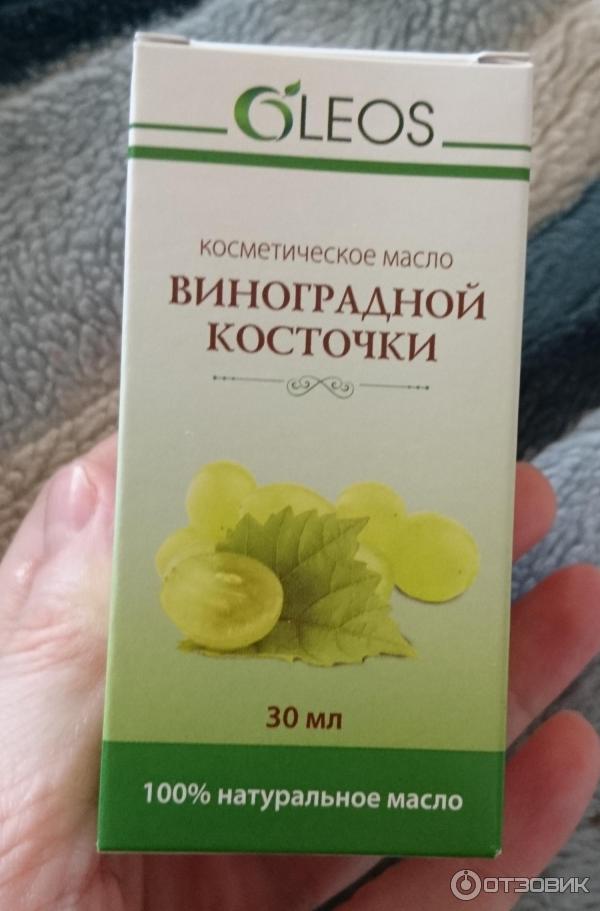 OLEOS
косметическое масло
ВИНОГРАДНОЙ
КОСТОЧКИ
30 мл
100% натуральное масло
ОТЗОВИК